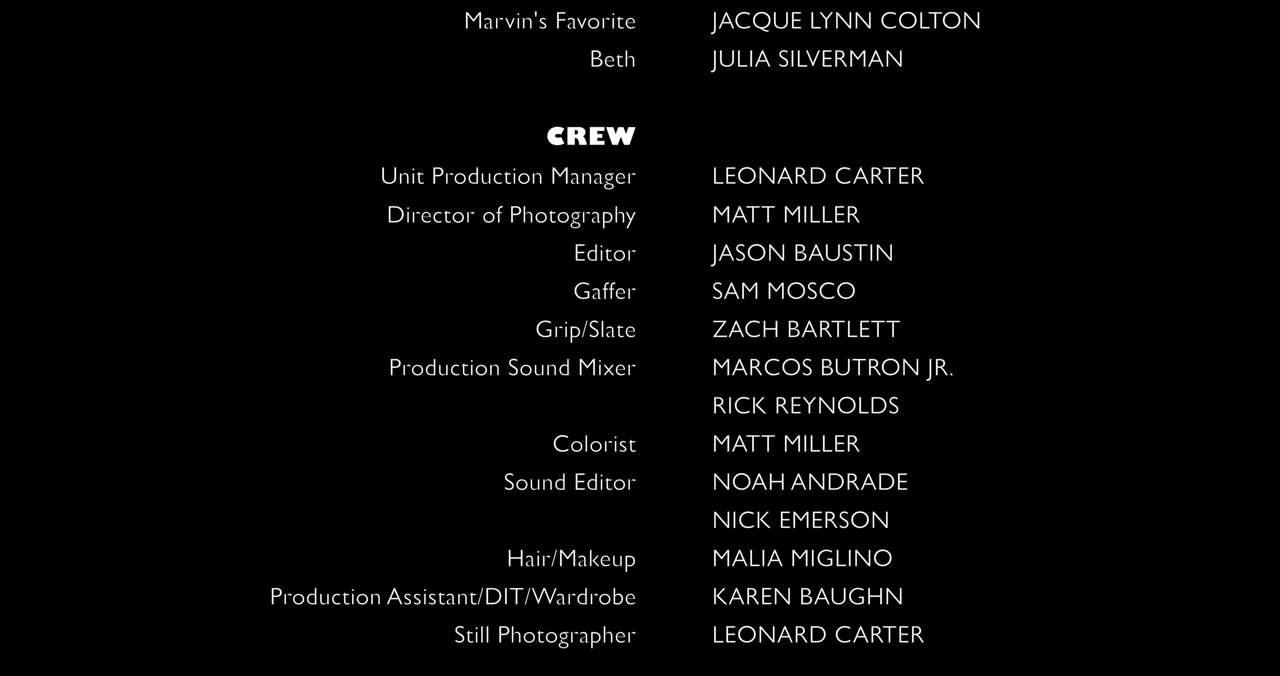 Marvin's Favorite JACQUE LYNN COLTON
Beth JULIA SILVERMAN
CREW
Unit Production Manager LEONARD CARTER
Director of Photography MATT MILLER
Editor JASON BAUSTIN
Gaffer SAM MOSCO
Grip/Slate ZACH BARTLETT
Production Sound Mixer MARCOS BUTRON JR.
RICK REYNOLDS
Colorist MATT MILLER
Sound Editor NOAH ANDRADE
NICK EMERSON
Hair/Makeup MALIA MIGLINO
Production Assistant/DIT/Wardrobe KAREN BAUGHN
Still Photographer LEONARD CARTER